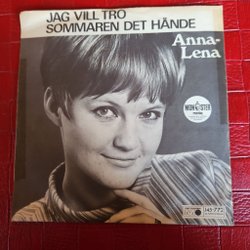 JAG VILL TRO
SOMMAREN DET HÄNDE
Anna-
Lena